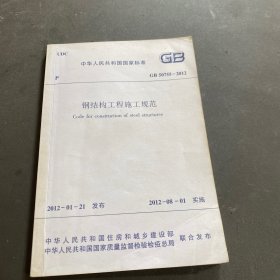 UDC
中华人民共和国国家标准
GB
P
GB 50755-2012
钢结构工程施工规范
Code for construction of steel structures
2012-01-21 发布
2012-08-01 实施
中华人民共和国住房和城乡建设部
中华人民共和国国家质量监督检验检疫总局
联合发布